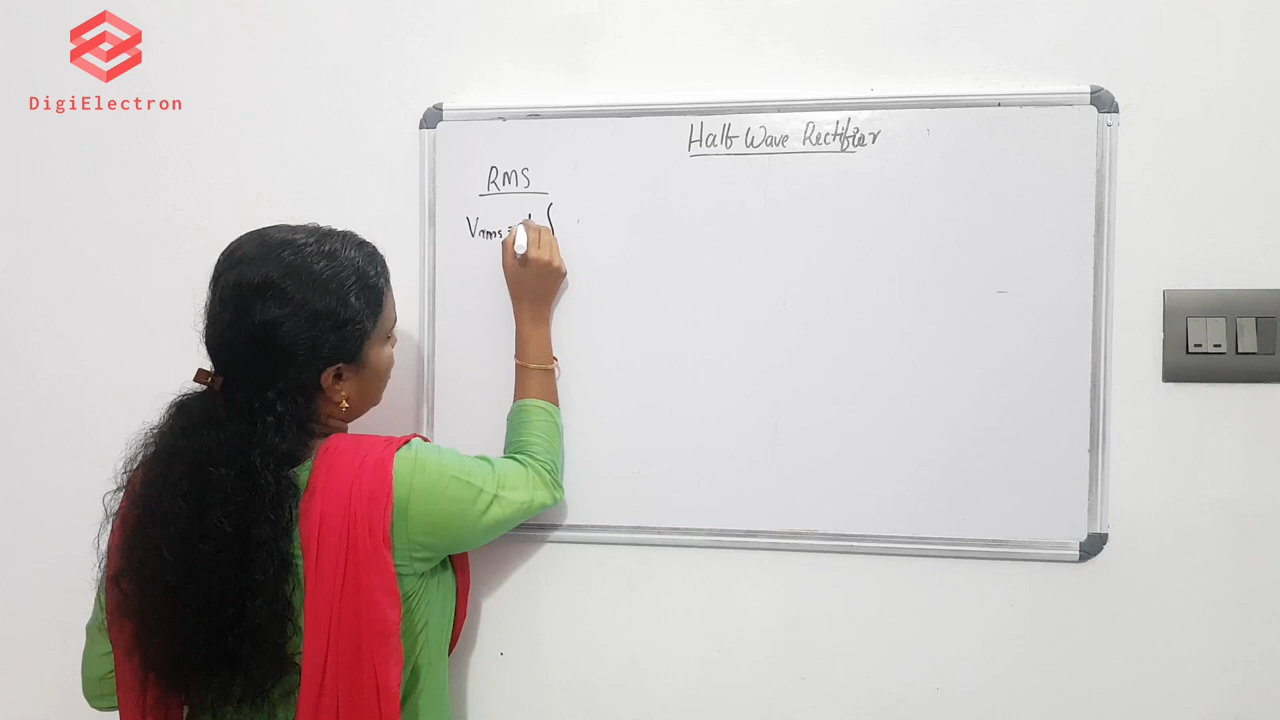 DigiElectron
Half Wave Rectifier
RMS
Vrms =